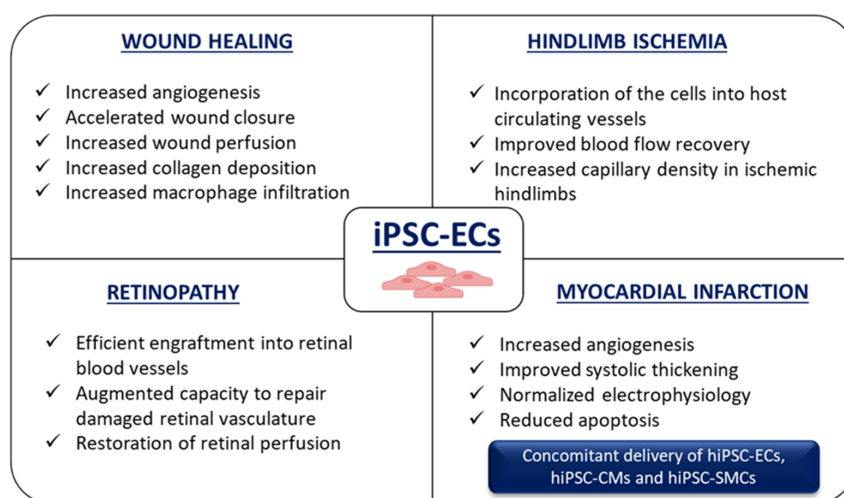 WOUND HEALING
✓ Increased angiogenesis
✓ Accelerated wound closure
✓ Increased wound perfusion
✓ Increased collagen deposition
✓ Increased macrophage infiltration
HINDLIMB ISCHEMIA
✓ Incorporation of the cells into host
circulating vessels
✓ Improved blood flow recovery
✓ Increased capillary density in ischemic
hindlimbs
iPSC-ECs
RETINOPATHY
✓ Efficient engraftment into retinal
blood vessels
✓ Augmented capacity to repair
damaged retinal vasculature
✓ Restoration of retinal perfusion
MYOCARDIAL INFARCTION
✓ Increased angiogenesis
✓ Improved systolic thickening
✓ Normalized electrophysiology
✓ Reduced apoptosis
Concomitant delivery of hiPSC-ECs,
hiPSC-CMs and hiPSC-SMCs